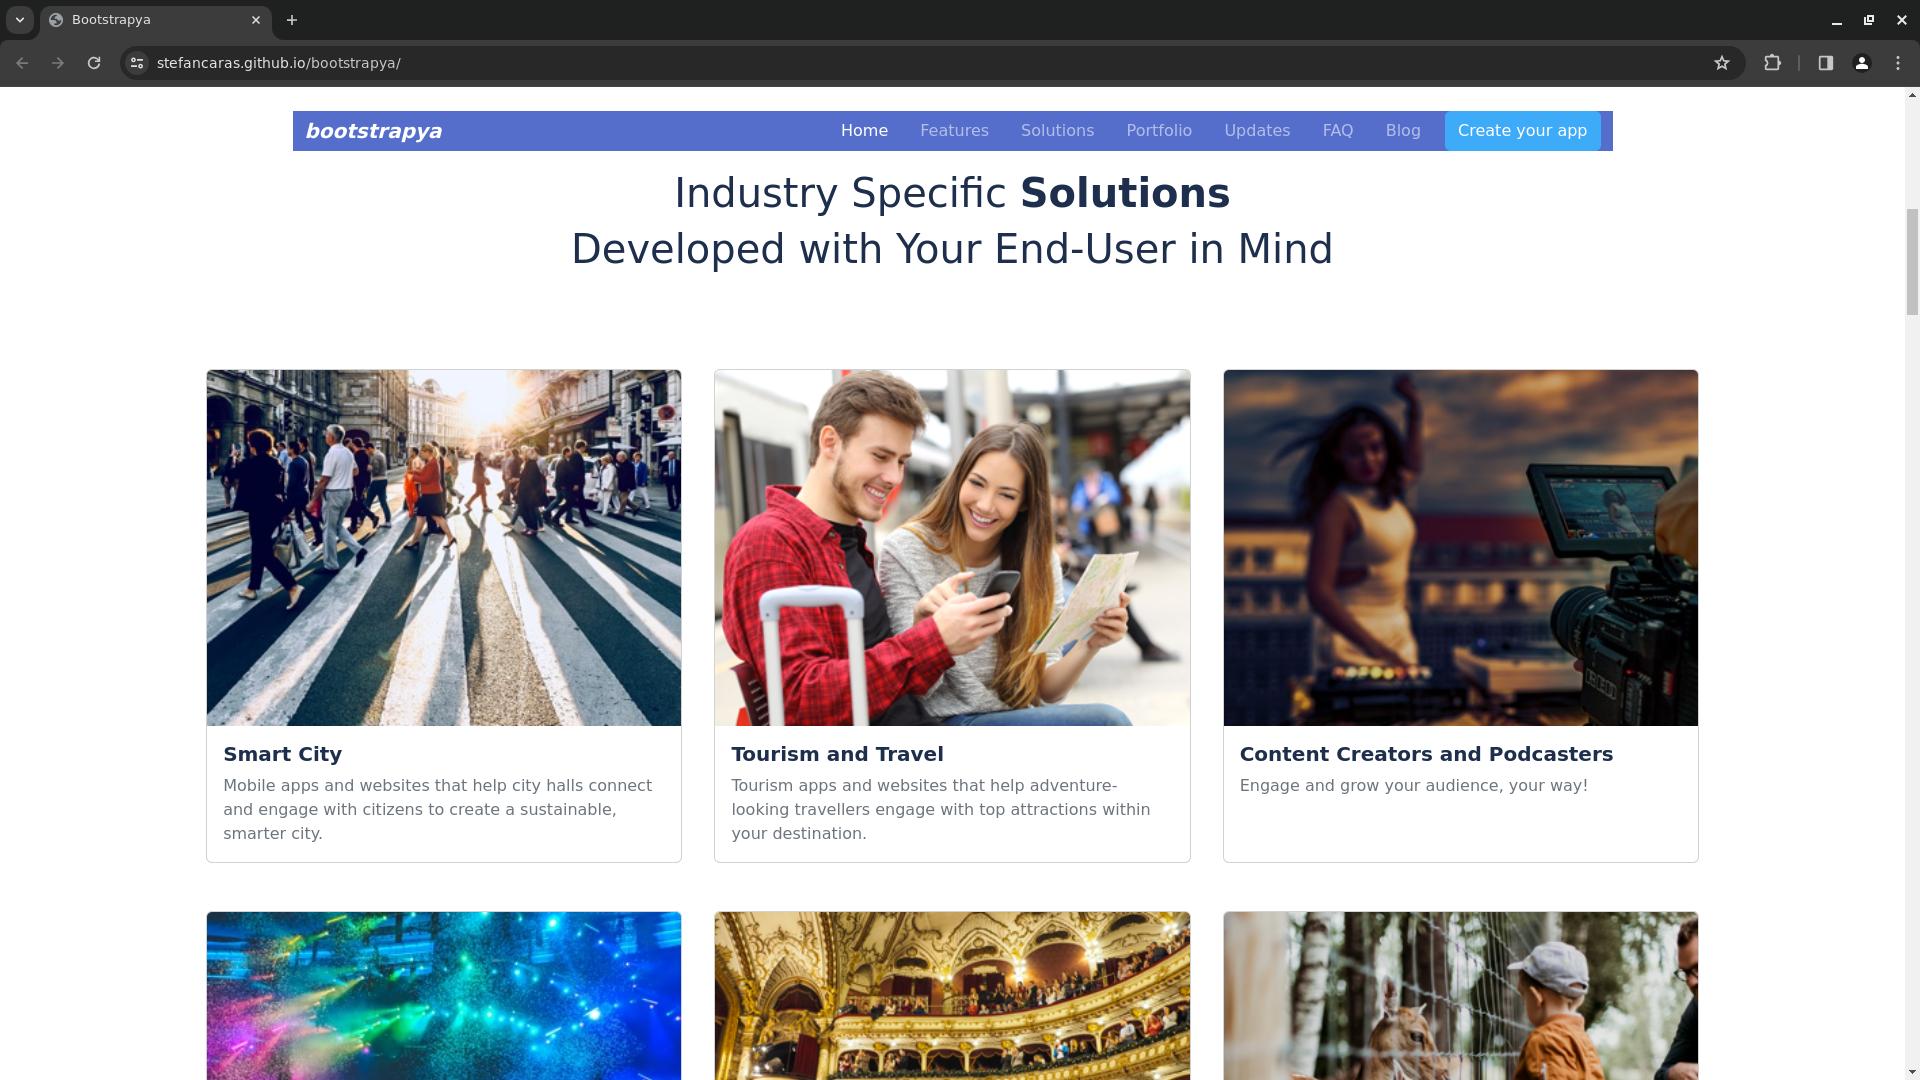 Bootstrapya
stefancaras.github.io/bootstrapya/
bootstrapya
Home
Features
Solutions
Portfolio
Updates
FAQ
Blog
Create your app
Industry Specific Solutions
Developed with Your End-User in Mind
Smart City
Mobile apps and websites that help city halls connect
and engage with citizens to create a sustainable,
smarter city.
Tourism and Travel
Tourism apps and websites that help adventure-
looking travellers engage with top attractions within
your destination.
Content Creators and Podcasters
Engage and grow your audience, your way!